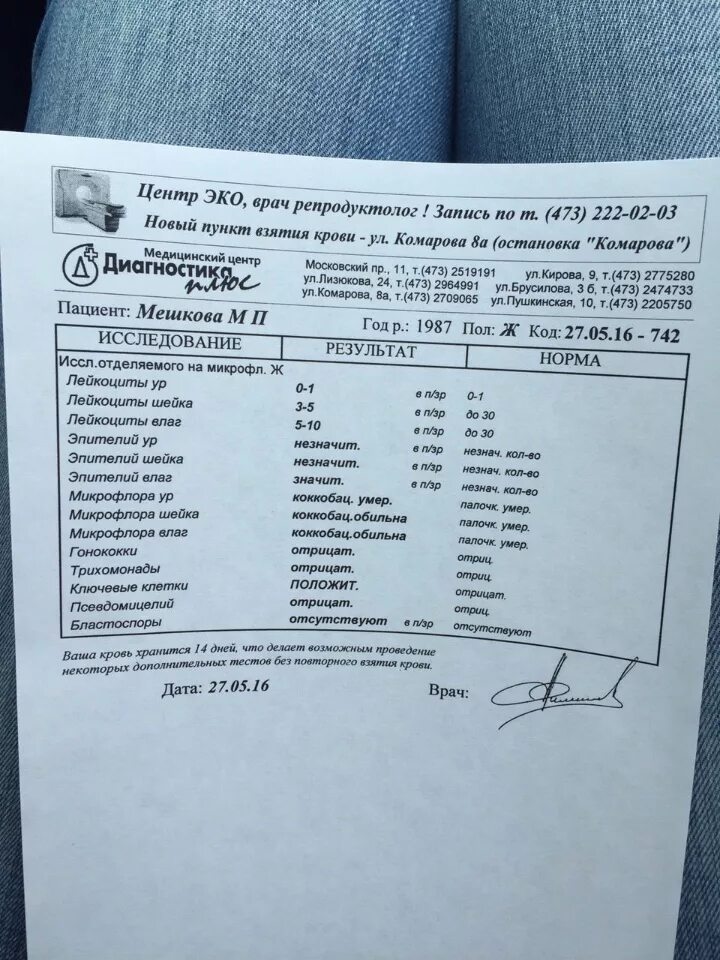 Центр ЭКО, врач репродуктолог ! Запись по т. (473) 222-02-03
Новый пункт взятия крови - ул. Комарова 8а (остановка "Комарова")
Медицинский центр
Диагностика
плюс
Московский пр., 11, т.(473) 2519191 ул.Кирова, 9, т.(473) 2775280
ул.Лизюкова, 24, т.(473) 2964991 ул.Брусилова, 3 б, т.(473) 2474733
ул.Комарова, 8а, т.(473) 2709065 ул.Пушкинская, 10, т.(473) 2205750
Пациент: Мешкова М П Год р.: 1987 Пол: Ж Код: 27.05.16 - 742
ИССЛЕДОВАНИЕ РЕЗУЛЬТАТ НОРМА
Иссл.отделяемого на микрофл. Ж
Лейкоциты ур 0-1 в п/зр 0-1
Лейкоциты шейка 3-5 в п/зр до 30
Лейкоциты влаг 5-10 в п/зр до 30
Эпителий ур незначит. в п/зр незнач. кол-во
Эпителий шейка незначит. в п/зр незнач. кол-во
Эпителий влаг значит. в п/зр незнач. кол-во
Микрофлора ур коккобац. умер. палочк. умер.
Микрофлора шейка коккобац.обильна палочк. умер.
Микрофлора влаг коккобац.обильна палочк. умер.
Гонококки отрицат. отриц.
Трихомонады отрицат. отриц.
Ключевые клетки ПОЛОЖИТ. отрицат.
Псевдомицелий отрицат. отриц.
Бластоспоры отсутствуют в п/зр отсутствуют
Ваша кровь хранится 14 дней, что делает возможным проведение
некоторых дополнительных тестов без повторного взятия крови.
Дата: 27.05.16 Врач: